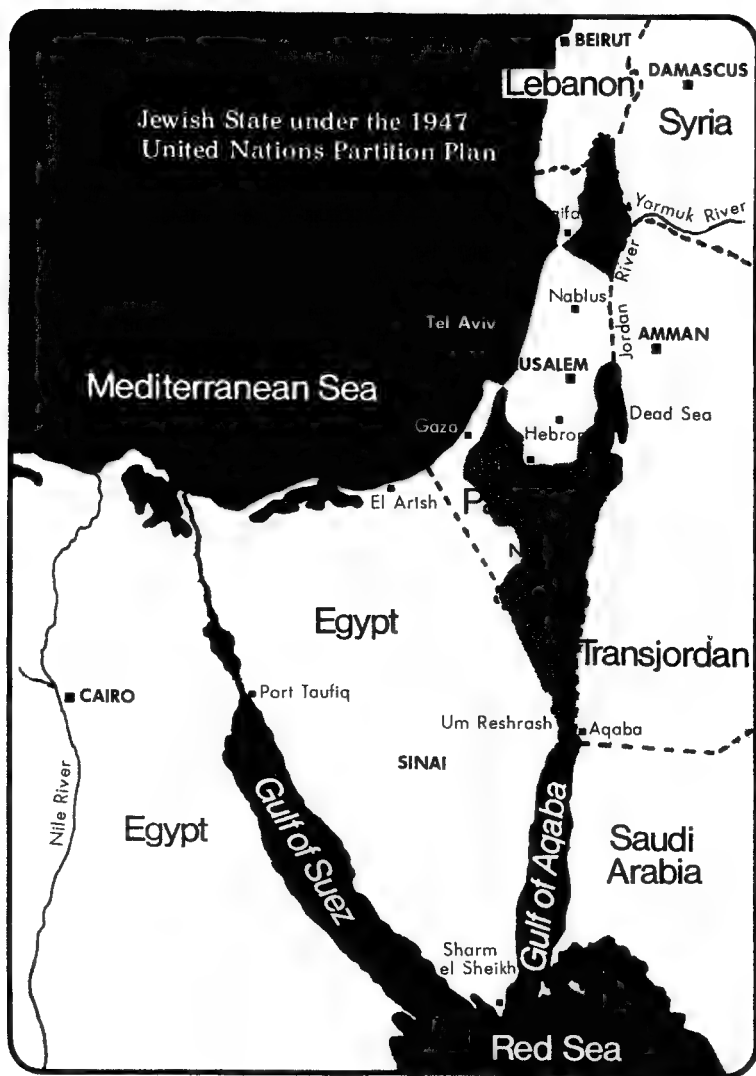 BEIRUT
Lebanon
DAMASCUS
Syria
Jewish State under the 1947
United Nations Partition Plan
aifa
Yarmuk River
Nablus
Jordan River
Tel Aviv
AMMAN
USALEM
Mediterranean Sea
Dead Sea
Gaza
Hebron
El Arish
P
N
Egypt
Transjordan
Port Taufiq
CAIRO
Um Reshrash
Aqaba
SINAI
Nile River
Gulf of Suez
Gulf of Aqaba
Egypt
Saudi
Arabia
Sharm
el Sheikh
Red Sea